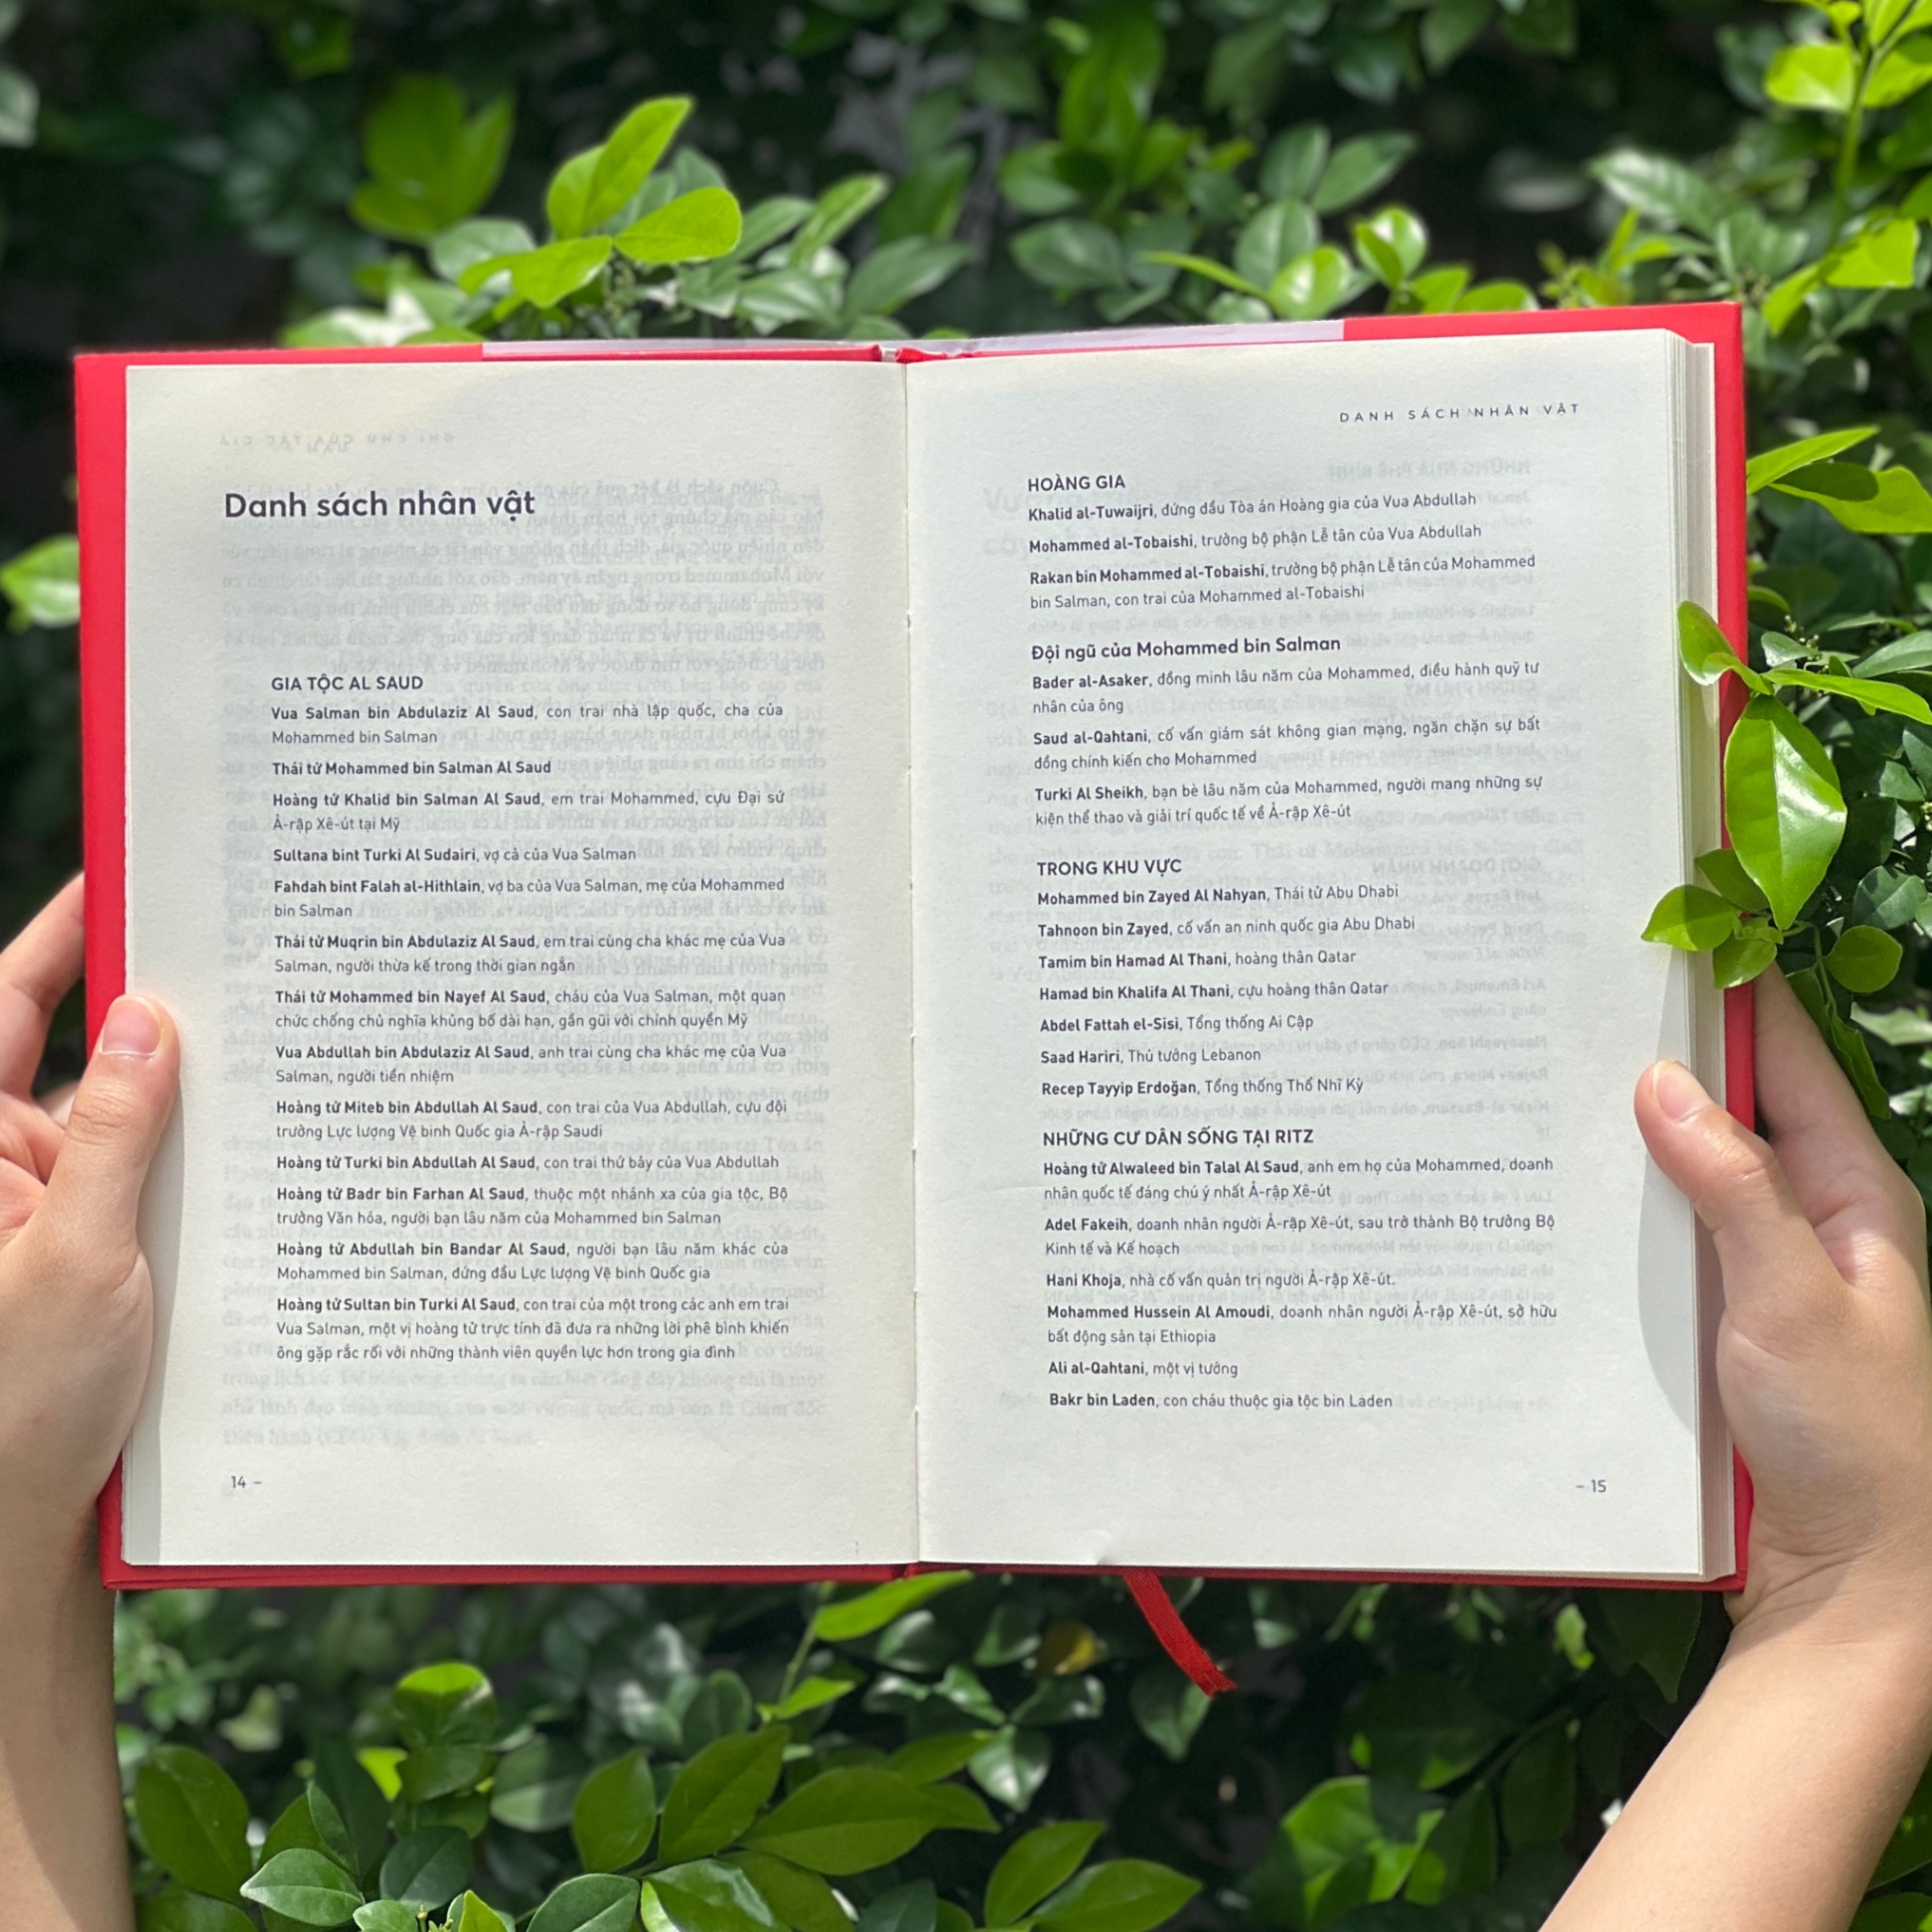 Danh sách nhân vật
GIA TỘC AL SAUD
Vua Salman bin Abdulaziz Al Saud, con trai nhà lập quốc, cha của
Mohammed bin Salman
Thái tử Mohammed bin Salman Al Saud
Hoàng tử Khalid bin Salman Al Saud, em trai Mohammed, cựu Đại sứ
Ả-rập Xê-út tại Mỹ
Sultana bint Turki Al Sudairi, vợ cả của Vua Salman
Fahdah bint Falah al-Hithlain, vợ ba của Vua Salman, mẹ của Mohammed
bin Salman
Thái tử Muqrin bin Abdulaziz Al Saud, em trai cùng cha khác mẹ của Vua
Salman, người thừa kế trong thời gian ngắn
Thái tử Mohammed bin Nayef Al Saud, cháu của Vua Salman, một quan
chức chống chủ nghĩa khủng bố dài hạn, gần gũi với chính quyền Mỹ
Vua Abdullah bin Abdulaziz Al Saud, anh trai cùng cha khác mẹ của Vua
Salman, người tiền nhiệm
Hoàng tử Miteb bin Abdullah Al Saud, con trai của Vua Abdullah, cựu đội
trưởng Lực lượng Vệ binh Quốc gia Ả-rập Saudi
Hoàng tử Turki bin Abdullah Al Saud, con trai thứ bảy của Vua Abdullah
Hoàng tử Badr bin Farhan Al Saud, thuộc một nhánh xa của gia tộc, Bộ
trưởng Văn hóa, người bạn lâu năm của Mohammed bin Salman
Hoàng tử Abdullah bin Bandar Al Saud, người bạn lâu năm khác của
Mohammed bin Salman, đứng đầu Lực lượng Vệ binh Quốc gia
Hoàng tử Sultan bin Turki Al Saud, con trai của một trong các anh em trai
Vua Salman, một vị hoàng tử trực tính đã đưa ra những lời phê bình khiến
ông gặp rắc rối với những thành viên quyền lực hơn trong gia đình
14 –
DANH SÁCH NHÂN VẬT
HOÀNG GIA
Khalid al-Tuwaijri, đứng đầu Tòa án Hoàng gia của Vua Abdullah
Mohammed al-Tobaishi, trưởng bộ phận Lễ tân của Vua Abdullah
Rakan bin Mohammed al-Tobaishi, trưởng bộ phận Lễ tân của Mohammed
bin Salman, con trai của Mohammed al-Tobaishi
Đội ngũ của Mohammed bin Salman
Bader al-Asaker, đồng minh lâu năm của Mohammed, điều hành quỹ tư
nhân của ông
Saud al-Qahtani, cố vấn giám sát không gian mạng, ngăn chặn sự bất
đồng chính kiến cho Mohammed
Turki Al Sheikh, bạn bè lâu năm của Mohammed, người mang những sự
kiện thể thao và giải trí quốc tế về Ả-rập Xê-út
TRONG KHU VỰC
Mohammed bin Zayed Al Nahyan, Thái tử Abu Dhabi
Tahnoon bin Zayed, cố vấn an ninh quốc gia Abu Dhabi
Tamim bin Hamad Al Thani, hoàng thân Qatar
Hamad bin Khalifa Al Thani, cựu hoàng thân Qatar
Abdel Fattah el-Sisi, Tổng thống Ai Cập
Saad Hariri, Thủ tướng Lebanon
Recep Tayyip Erdoğan, Tổng thống Thổ Nhĩ Kỳ
NHỮNG CƯ DÂN SỐNG TẠI RITZ
Hoàng tử Alwaleed bin Talal Al Saud, anh em họ của Mohammed, doanh
nhân quốc tế đáng chú ý nhất Ả-rập Xê-út
Adel Fakeih, doanh nhân người Ả-rập Xê-út, sau trở thành Bộ trưởng Bộ
Kinh tế và Kế hoạch
Hani Khoja, nhà cố vấn quản trị người Ả-rập Xê-út.
Mohammed Hussein Al Amoudi, doanh nhân người Ả-rập Xê-út, sở hữu
bất động sản tại Ethiopia
Ali al-Qahtani, một vị tướng
Bakr bin Laden, con cháu thuộc gia tộc bin Laden
– 15